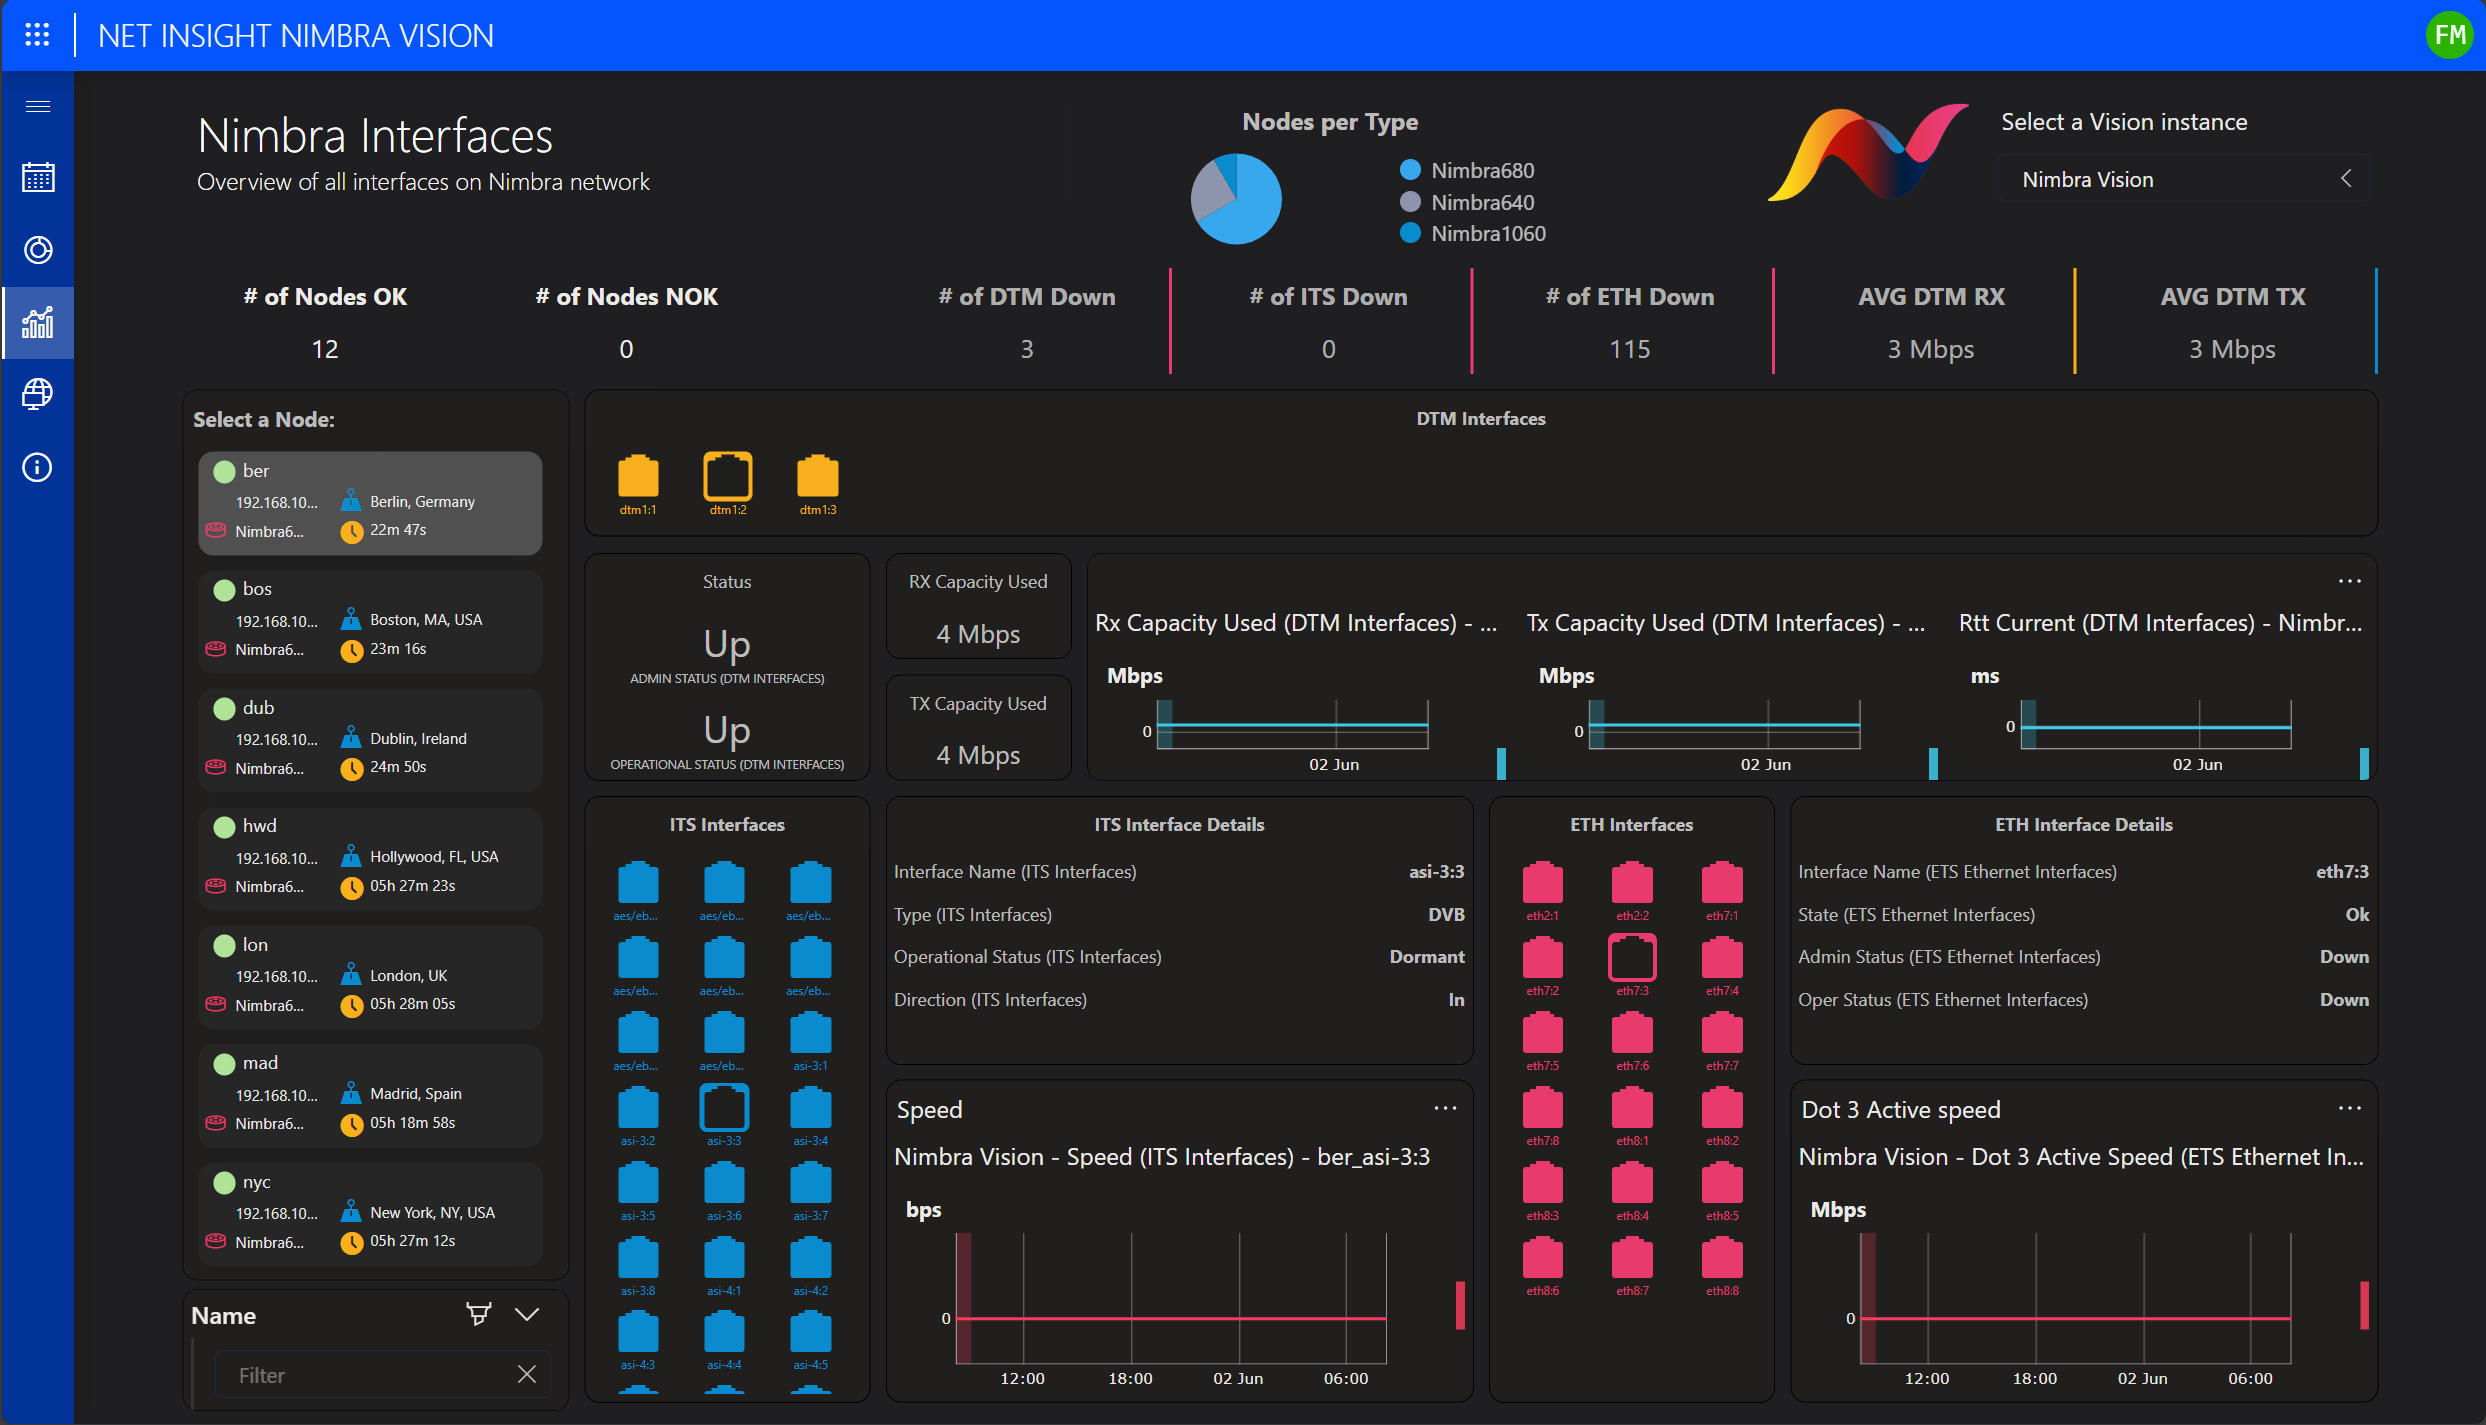 NET INSIGHT NIMBRA VISION
FM
Nimbra Interfaces
Overview of all interfaces on Nimbra network
Nodes per Type
Nimbra680
Nimbra640
Nimbra1060
Select a Vision instance
Nimbra Vision
# of Nodes OK
12
# of Nodes NOK
0
# of DTM Down
3
# of ITS Down
0
# of ETH Down
115
AVG DTM RX
3 Mbps
AVG DTM TX
3 Mbps
Select a Node:
ber
192.168.10...
Berlin, Germany
Nimbra6...
22m 47s
bos
192.168.10...
Boston, MA, USA
Nimbra6...
23m 16s
dub
192.168.10...
Dublin, Ireland
Nimbra6...
24m 50s
hwd
192.168.10...
Hollywood, FL, USA
Nimbra6...
05h 27m 23s
lon
192.168.10...
London, UK
Nimbra6...
05h 28m 05s
mad
192.168.10...
Madrid, Spain
Nimbra6...
05h 18m 58s
nyc
192.168.10...
New York, NY, USA
Nimbra6...
05h 27m 12s
Name
Filter
DTM Interfaces
dtm1:1
dtm1:2
dtm1:3
Status
Up
ADMIN STATUS (DTM INTERFACES)
Up
OPERATIONAL STATUS (DTM INTERFACES)
RX Capacity Used
4 Mbps
TX Capacity Used
4 Mbps
...
Rx Capacity Used (DTM Interfaces) - ...
Mbps
0
02 Jun
Tx Capacity Used (DTM Interfaces) - ...
Mbps
0
02 Jun
Rtt Current (DTM Interfaces) - Nimbr...
ms
0
02 Jun
ITS Interfaces
aes/eb...
aes/eb...
aes/eb...
aes/eb...
aes/eb...
aes/eb...
aes/eb...
aes/eb...
asi-3:1
asi-3:2
asi-3:3
asi-3:4
asi-3:5
asi-3:6
asi-3:7
asi-3:8
asi-4:1
asi-4:2
asi-4:3
asi-4:4
asi-4:5
ITS Interface Details
Interface Name (ITS Interfaces) asi-3:3
Type (ITS Interfaces) DVB
Operational Status (ITS Interfaces) Dormant
Direction (ITS Interfaces) In
Speed ...
Nimbra Vision - Speed (ITS Interfaces) - ber_asi-3:3
bps
0
12:00 18:00 02 Jun 06:00
ETH Interfaces
eth2:1
eth2:2
eth7:1
eth7:2
eth7:3
eth7:4
eth7:5
eth7:6
eth7:7
eth7:8
eth8:1
eth8:2
eth8:3
eth8:4
eth8:5
eth8:6
eth8:7
eth8:8
ETH Interface Details
Interface Name (ETS Ethernet Interfaces) eth7:3
State (ETS Ethernet Interfaces) Ok
Admin Status (ETS Ethernet Interfaces) Down
Oper Status (ETS Ethernet Interfaces) Down
Dot 3 Active speed ...
Nimbra Vision - Dot 3 Active Speed (ETS Ethernet In...
Mbps
0
12:00 18:00 02 Jun 06:00